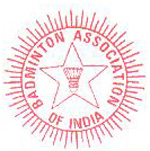 BADMINTON ASSOCIATION
OF INDIA